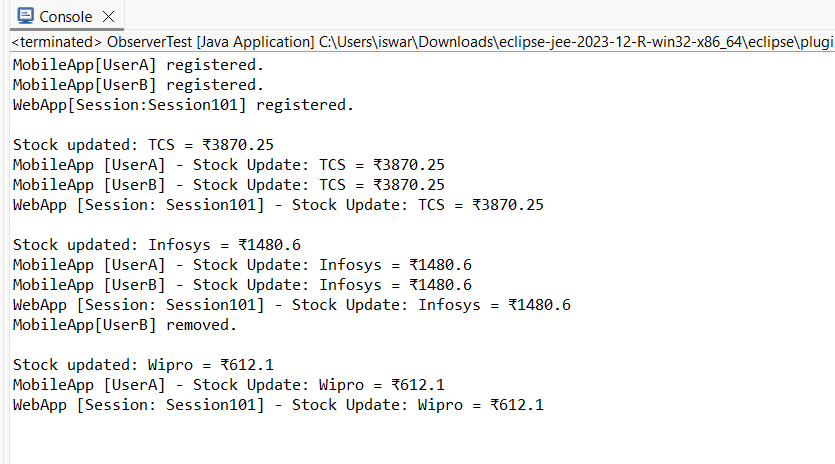 Console
<terminated> ObserverTest [Java Application] C:\Users\iswar\Downloads\eclipse-jee-2023-12-R-win32-x86_64\eclipse\plugi
MobileApp[UserA] registered.
MobileApp[UserB] registered.
WebApp[Session:Session101] registered.
Stock updated: TCS = ₹3870.25
MobileApp [UserA] - Stock Update: TCS = ₹3870.25
MobileApp [UserB] - Stock Update: TCS = ₹3870.25
WebApp [Session: Session101] - Stock Update: TCS = ₹3870.25
Stock updated: Infosys = ₹1480.6
MobileApp [UserA] - Stock Update: Infosys = ₹1480.6
MobileApp [UserB] - Stock Update: Infosys = ₹1480.6
WebApp [Session: Session101] - Stock Update: Infosys = ₹1480.6
MobileApp[UserB] removed.
Stock updated: Wipro = ₹612.1
MobileApp [UserA] - Stock Update: Wipro = ₹612.1
WebApp [Session: Session101] - Stock Update: Wipro = ₹612.1